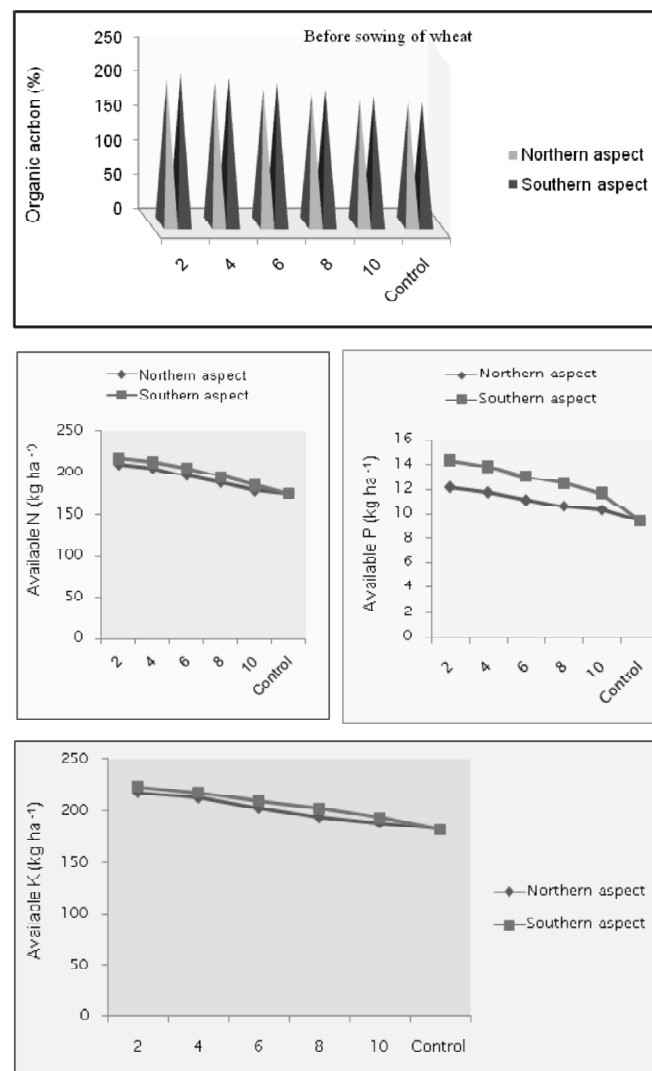 Before sowing of wheat
Organic acrbon (%)
250
200
150
100
50
0
2 4 6 8 10 Control
Northern aspect
Southern aspect
Northern aspect
Southern aspect
Available N (kg ha -1)
250
200
150
100
50
0
2 4 6 8 10 Control
Northern aspect
Southern aspect
Available P (kg ha -1)
16
14
12
10
8
6
4
2
0
2 4 6 8 10 Control
Available K (kg ha -1)
250
200
150
100
50
0
2 4 6 8 10 Control
Northern aspect
Southern aspect